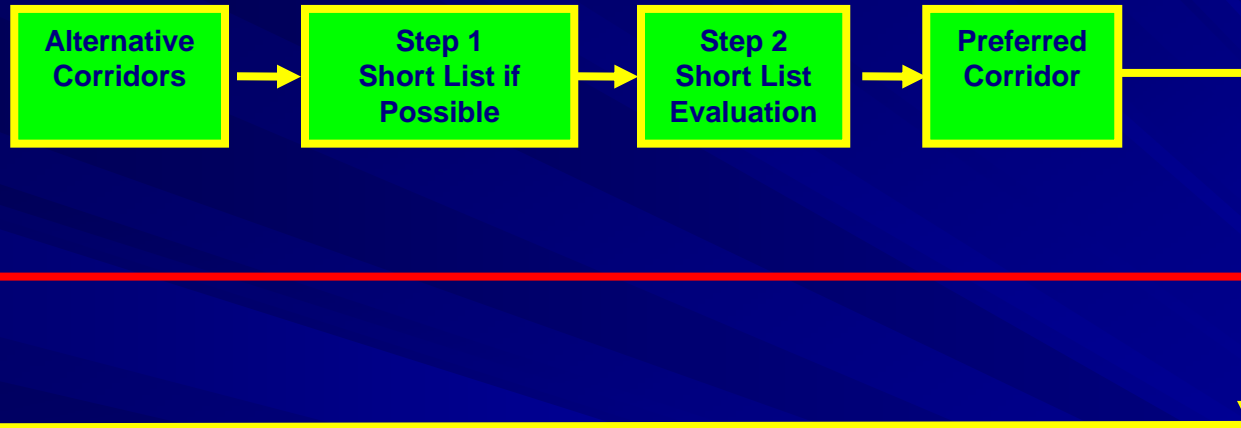 Alternative
Corridors
Step 1
Short List if
Possible
Step 2
Short List
Evaluation
Preferred
Corridor